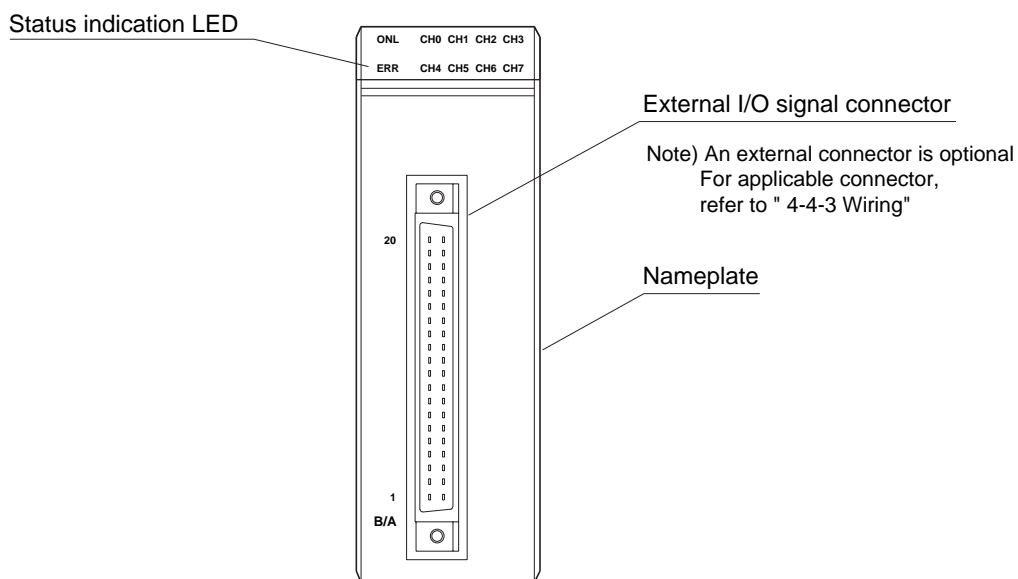 Status indication LED
ONL CH0 CH1 CH2 CH3
ERR CH4 CH5 CH6 CH7
External I/O signal connector
Note) An external connector is optional
For applicable connector,
refer to " 4-4-3 Wiring"
20
Nameplate
1
B/A